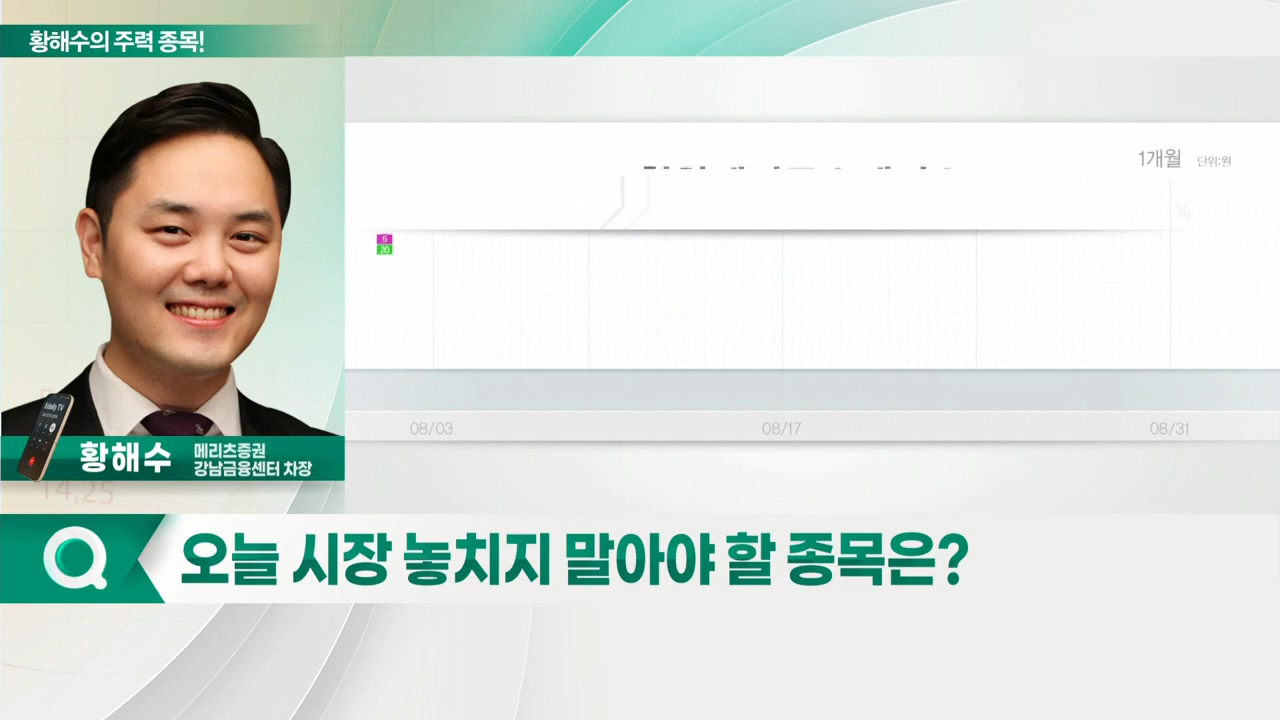 황해수의 주력 종목!
1개월 단위:원
%
5
20
08/03 08/17 08/31
Edaily TV
황해수
메리츠증권
강남금융센터 차장
14.25
Q 오늘 시장 놓치지 말아야 할 종목은?